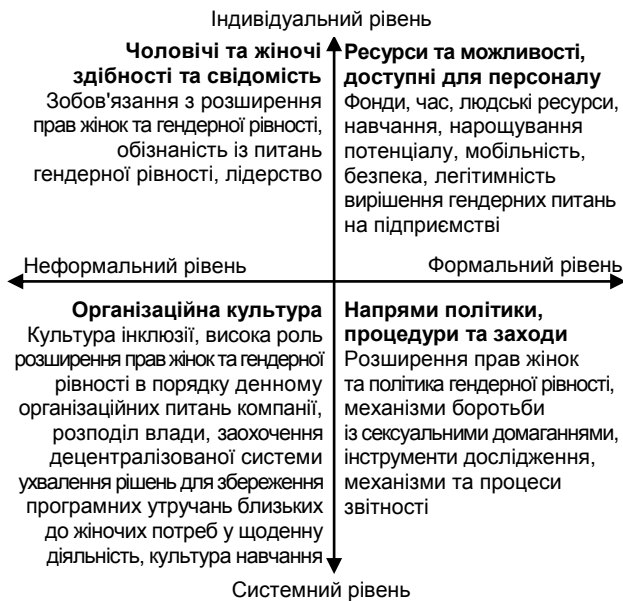 Індивідуальний рівень
Чоловічі та жіночі
здібності та свідомість
Зобов'язання з розширення
прав жінок та гендерної рівності,
обізнаність із питань
гендерної рівності, лідерство
Ресурси та можливості,
доступні для персоналу
Фонди, час, людські ресурси,
навчання, нарощування
потенціалу, мобільність,
безпека, легітимність
вирішення гендерних питань
на підприємстві
Неформальний рівень
Формальний рівень
Організаційна культура
Культура інклюзії, висока роль
розширення прав жінок та гендерної
рівності в порядку денному
організаційних питань компанії,
розподіл влади, заохочення
децентралізованої системи
ухвалення рішень для збереження
програмних утручань близьких
до жіночих потреб у щоденну
діяльність, культура навчання
Напрями політики,
процедури та заходи
Розширення прав жінок
та політика гендерної рівності,
механізми боротьби
із сексуальними домаганнями,
інструменти дослідження,
механізми та процеси
звітності
Системний рівень